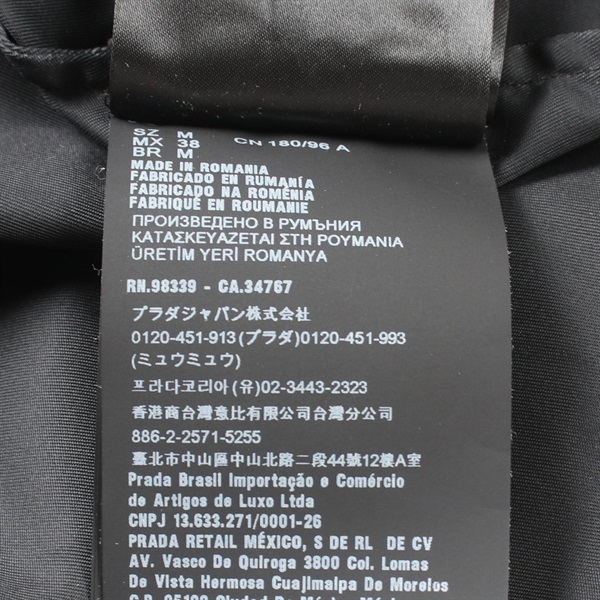 SZ M
MX 38 CN 180/96 A
BR M
MADE IN ROMANIA
FABRICADO EN RUMANÍA
FABRICADO NA ROMÉNIA
FABRIQUÉ EN ROUMANIE
ПРОИЗВЕДЕНО В РУМЪНИЯ
ΚΑΤΑΣΚΕΥΑΖΕΤΑΙ ΣΤΗ ΡΟΥΜΑΝΙΑ
ÜRETİM YERİ ROMANYA
RN.98339 - CA.34767
プラダジャパン株式会社
0120-451-913(プラダ)0120-451-993
(ミュウミュウ)
프라다코리아(유)02-3443-2323
香港商台灣意比有限公司台灣分公司
886-2-2571-5255
臺北市中山區中山北路二段44號12樓A室
Prada Brasil Importação e Comércio
de Artigos de Luxo Ltda
CNPJ 13.633.271/0001-26
PRADA RETAIL MÉXICO, S DE RL DE CV
AV. Vasco De Quiroga 3800 Col. Lomas
De Vista Hermosa Cuajimalpa De Morelos